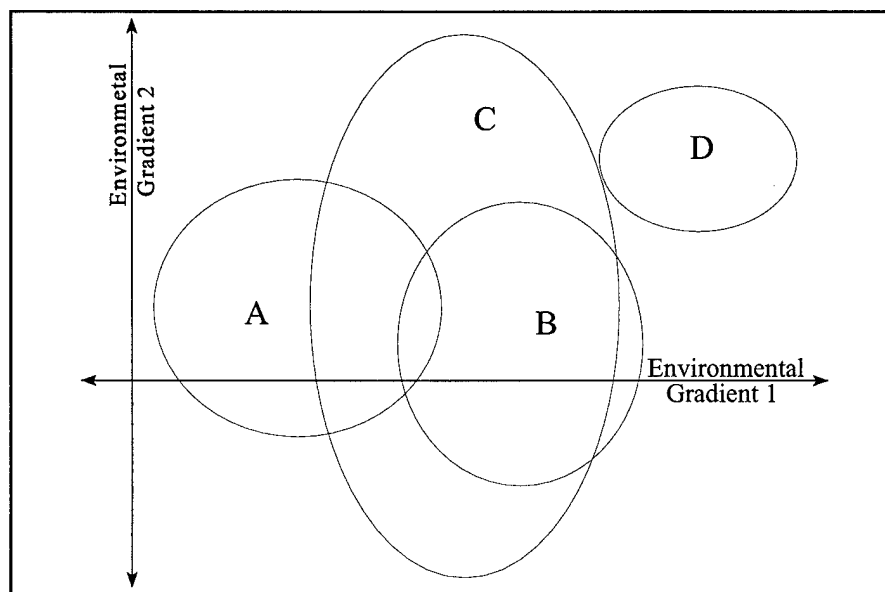 Environmetal
Gradient 2
C
D
A
B
Environmental
Gradient 1